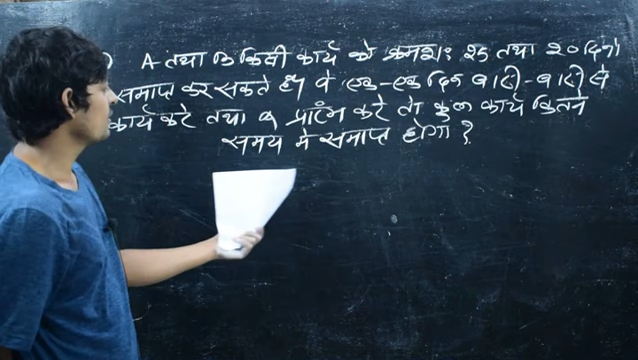 ) A तथा B किसी कार्य को क्रमशः 25 तथा 20 दिनो
समाप्त कर सकते है। वे एक-एक दिन बारी-बारी से
कार्य करे तथा प्रारंभ करे तो कुल कार्य कितने
समय मे समाप्त होगा ?